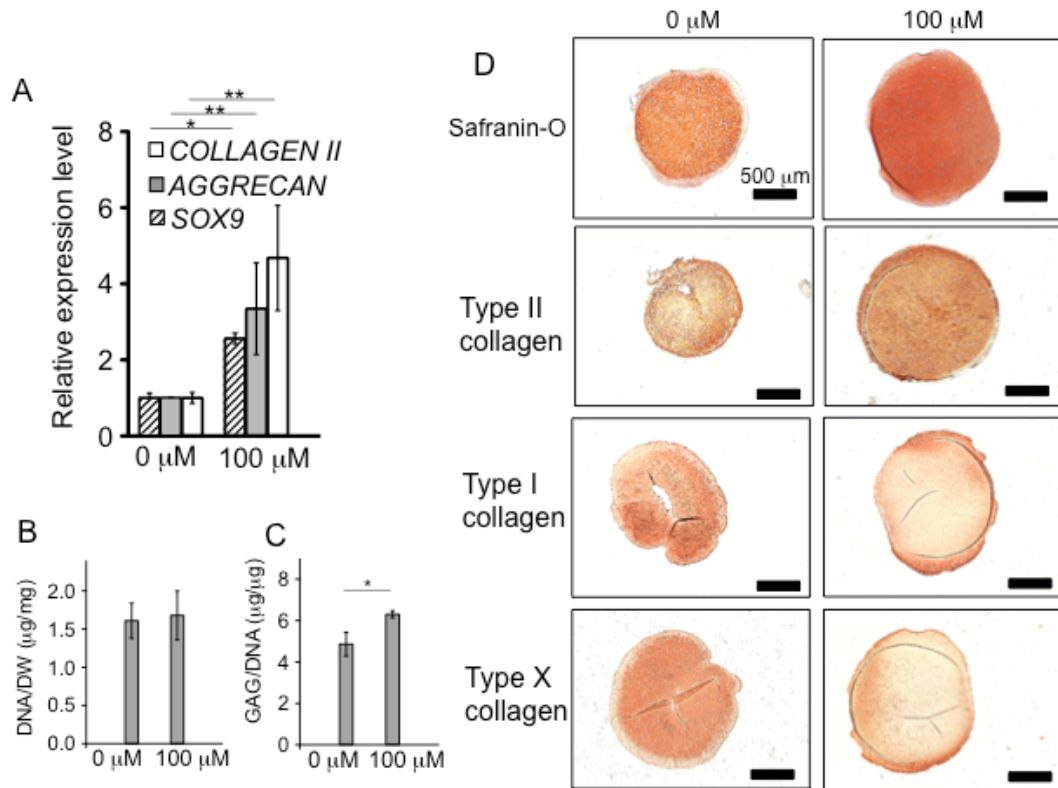 A
Relative expression level
8
6
4
2
0
**
**
*
COLLAGEN II
AGGRECAN
SOX9
0 μM
100 μM
B
DNA/DW (μg/mg)
2.0
1.5
1.0
0.5
0.0
0 μM
100 μM
C
GAG/DNA (μg/μg)
8
6
4
2
0
*
0 μM
100 μM
D
0 μM
100 μM
Safranin-O
500 μm
Type II
collagen
Type I
collagen
Type X
collagen